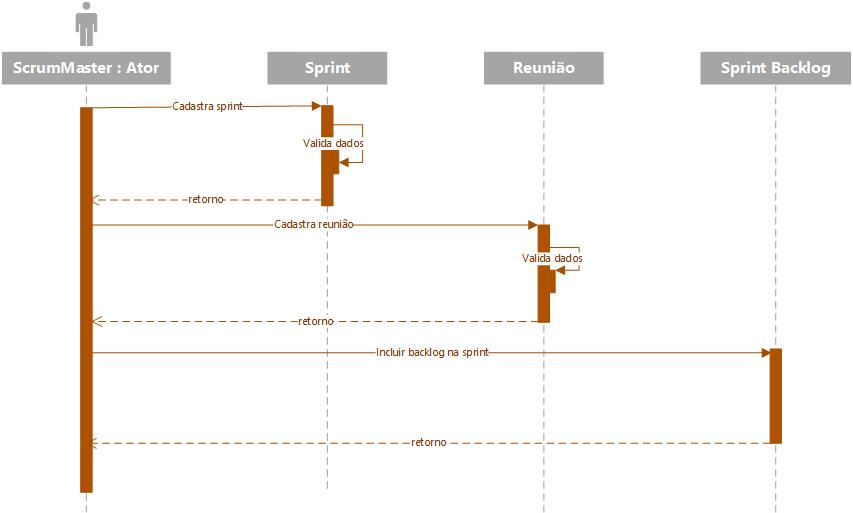 ScrumMaster : Ator
Sprint
Reunião
Sprint Backlog
Cadastra sprint
Valida dados
retorno
Cadastra reunião
Valida dados
retorno
Incluir backlog na sprint
retorno